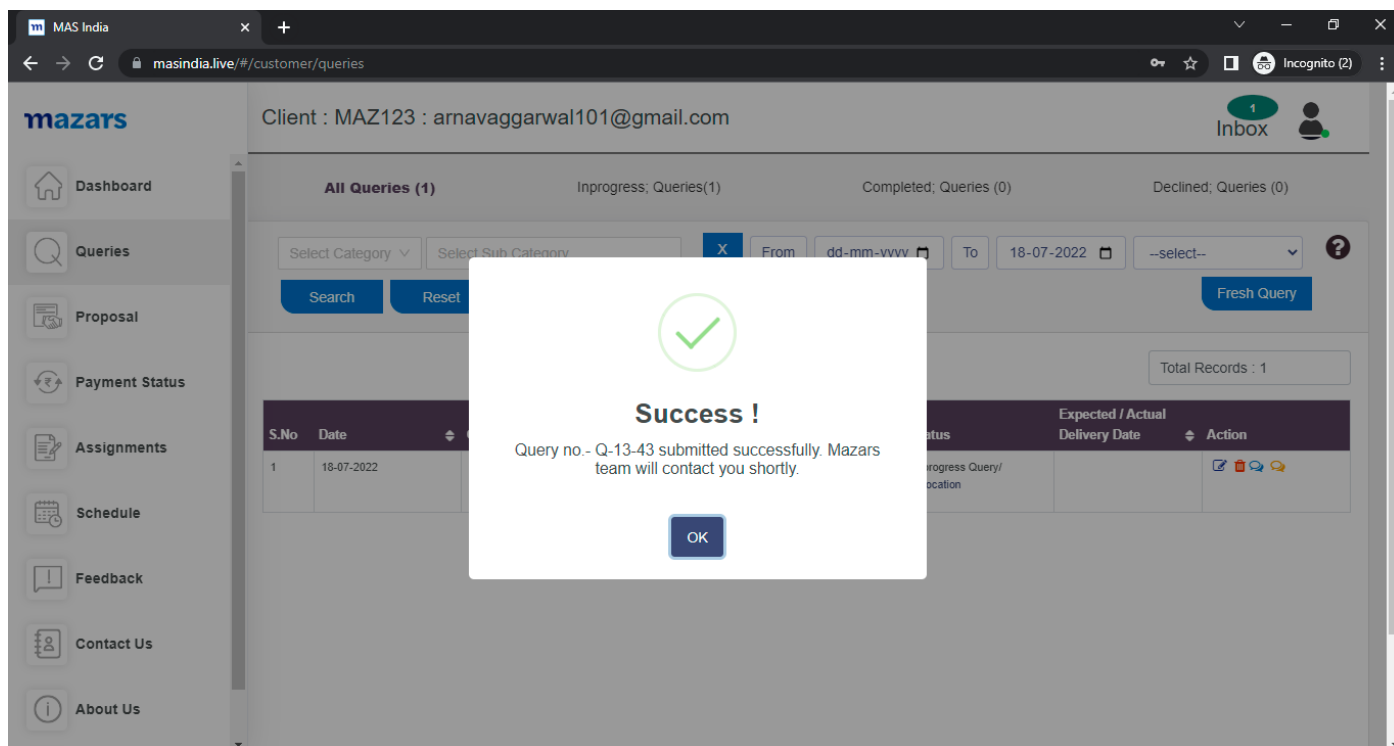 MAS India
masindia.live/#/customer/queries
Incognito (2)
mazars
Client : MAZ123 : arnavaggarwal101@gmail.com
1
Inbox
Dashboard
Queries
Proposal
Payment Status
Assignments
Schedule
Feedback
Contact Us
About Us
All Queries (1) Inprogress; Queries(1) Completed; Queries (0) Declined; Queries (0)
Select Category Select Sub Category X From dd-mm-yyyy To 18-07-2022 --select--
Search Reset Fresh Query
Total Records : 1
S.No Date Expected / Actual Delivery Date Action
1 18-07-2022
Success !
Query no.- Q-13-43 submitted successfully. Mazars
team will contact you shortly.
OK